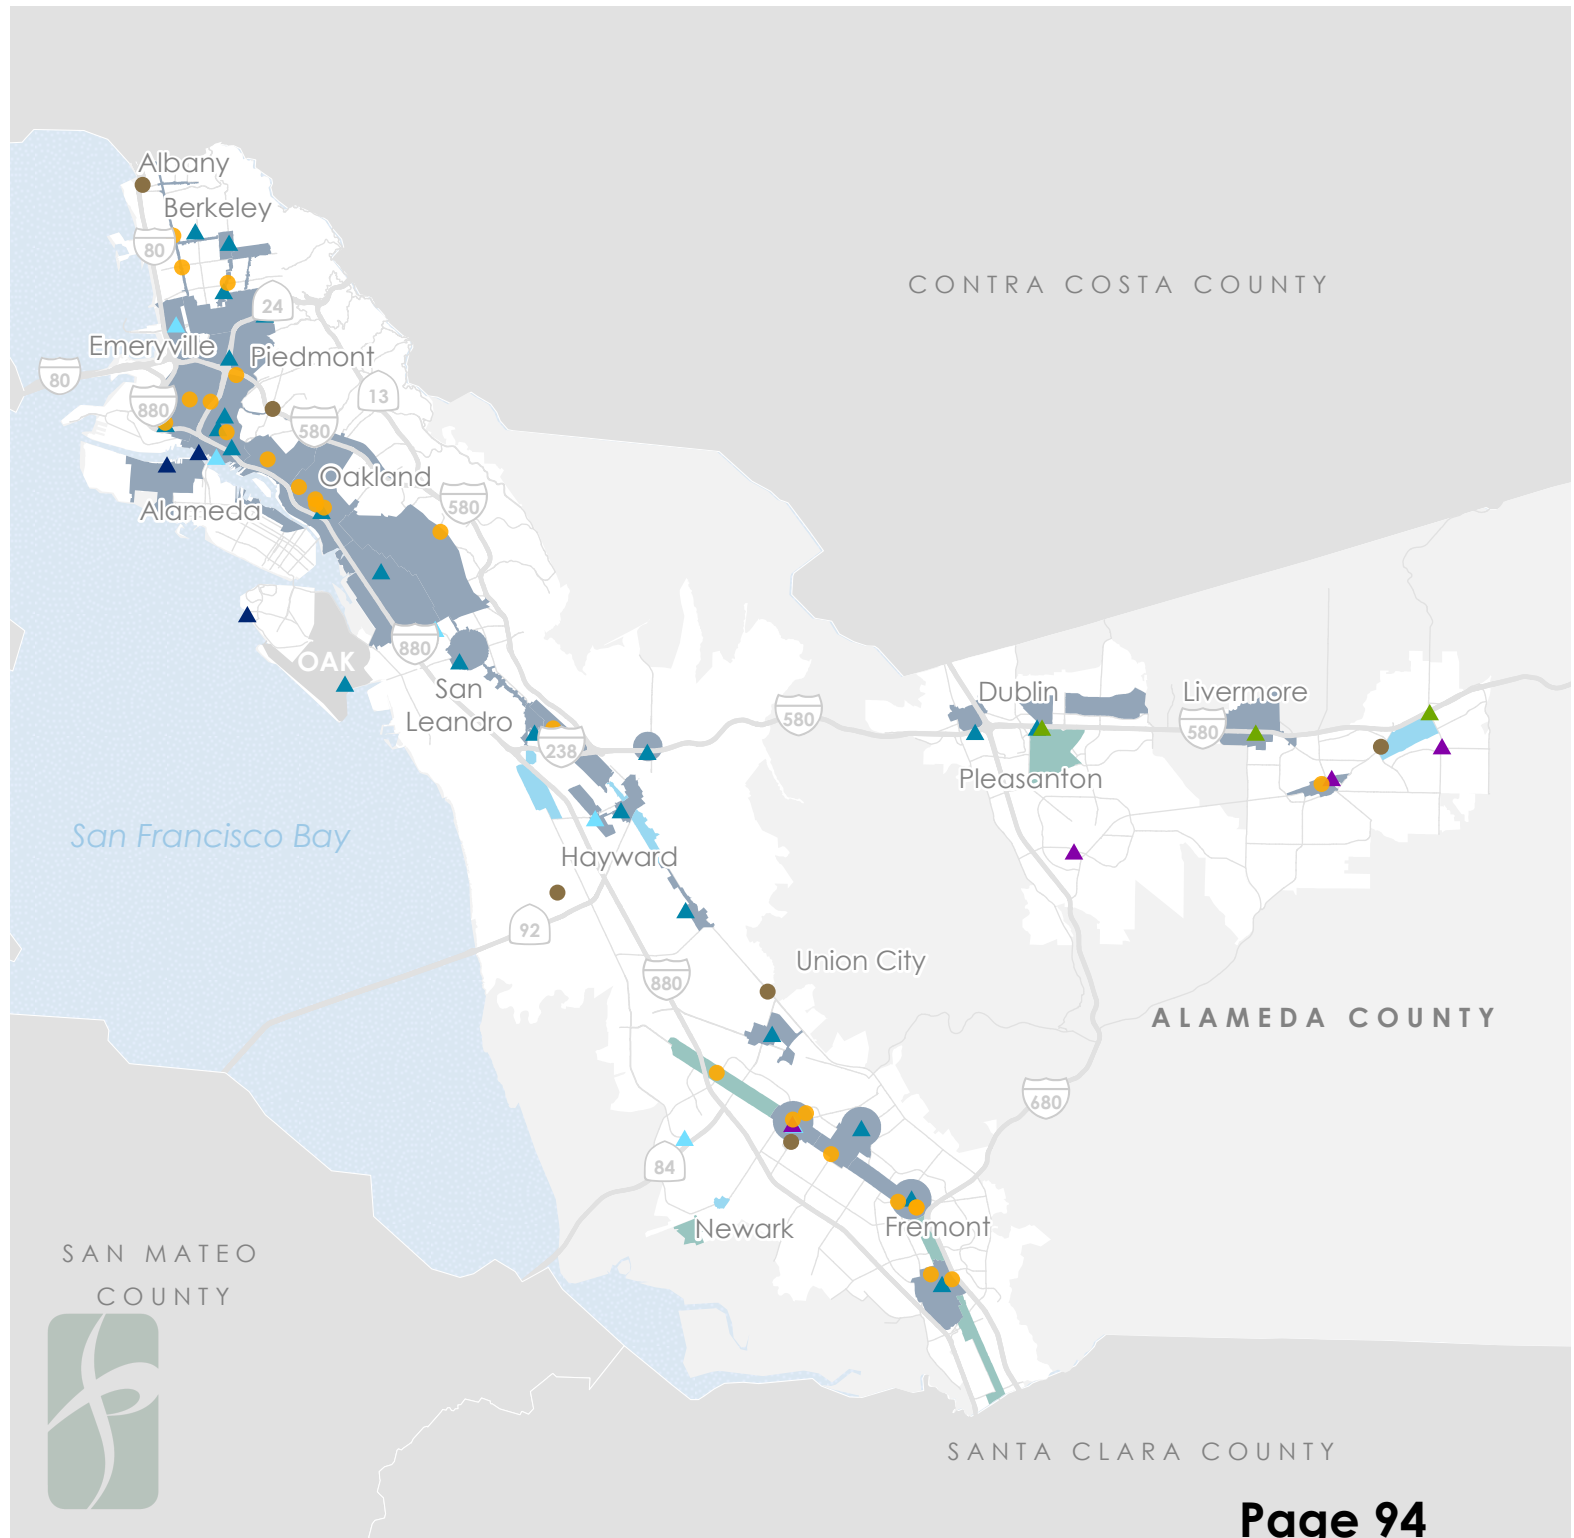 Albany
Berkeley
80
CONTRA COSTA COUNTY
24
Emeryville
Piedmont
80
13
880
580
Oakland
580
Alameda
880
OAK
San
Leandro
Dublin
Livermore
580
580
238
Pleasanton
San Francisco Bay
Hayward
92
Union City
880
ALAMEDA COUNTY
680
84
Newark
Fremont
SAN MATEO
COUNTY
SANTA CLARA COUNTY
Page 94